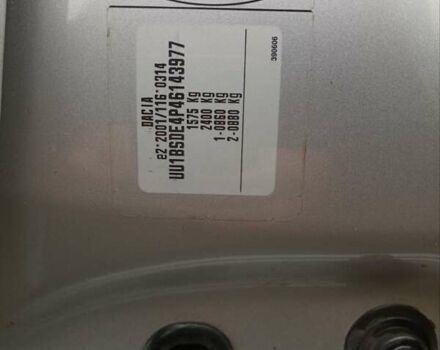 DACIA
e2*2001/116*0314
UU1BSDE4P46143977
1575 Kg
2400 Kg
1-0860 Kg
2-0880 Kg
390606